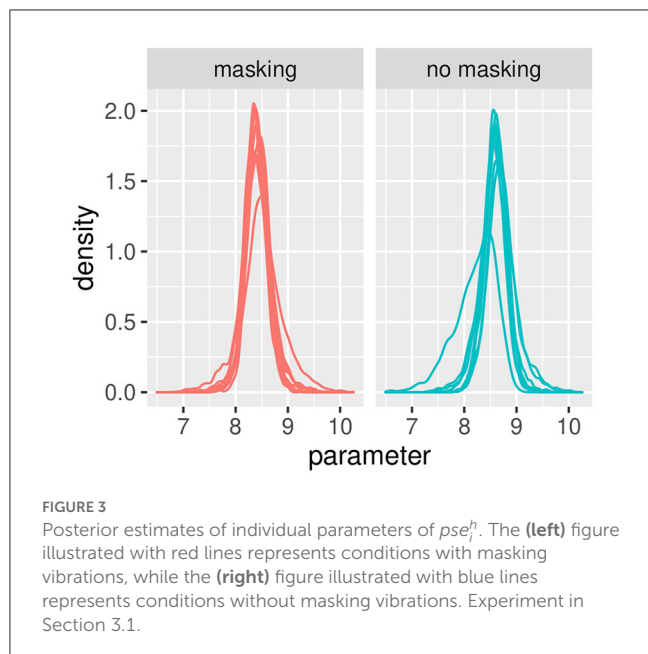 masking
no masking
2.0
1.5
1.0
0.5
0.0
density
7 8 9 10
7 8 9 10
parameter
FIGURE 3
Posterior estimates of individual parameters of pseᵢʰ. The (left) figure
illustrated with red lines represents conditions with masking
vibrations, while the (right) figure illustrated with blue lines
represents conditions without masking vibrations. Experiment in
Section 3.1.